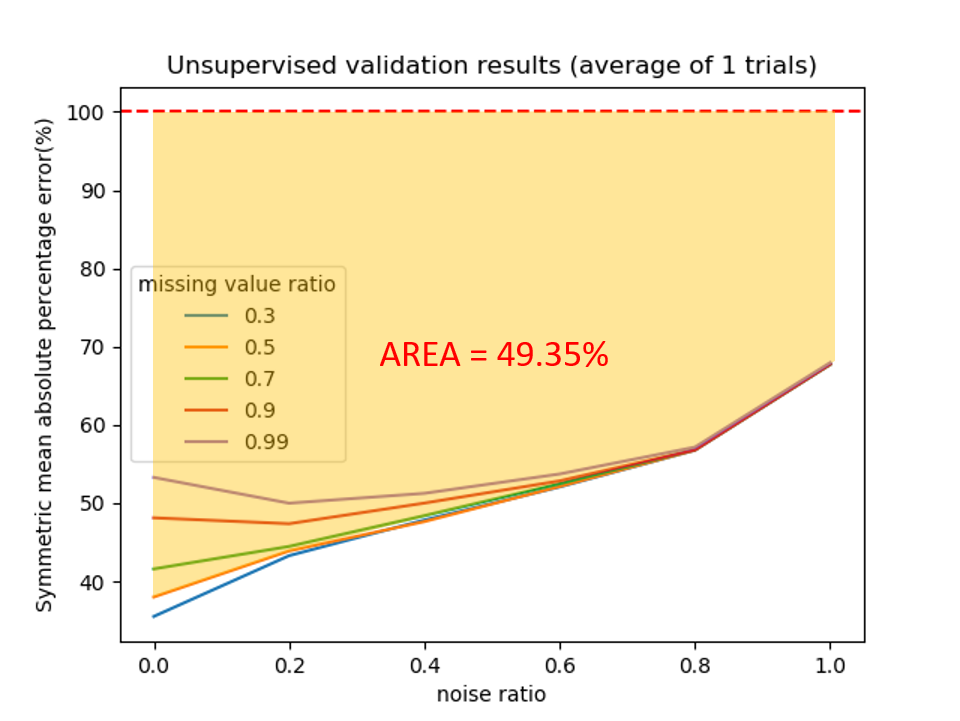 Unsupervised validation results (average of 1 trials)
Symmetric mean absolute percentage error(%)
100
90
80
70
60
50
40
missing value ratio
0.3
0.5
0.7
0.9
0.99
AREA = 49.35%
0.0 0.2 0.4 0.6 0.8 1.0
noise ratio